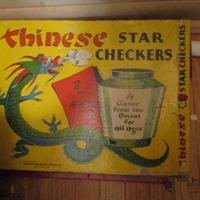 Chinese STAR
CHECKERS
A
Game
from the
Orient
for
All Ages
Chinese STAR CHECKERS